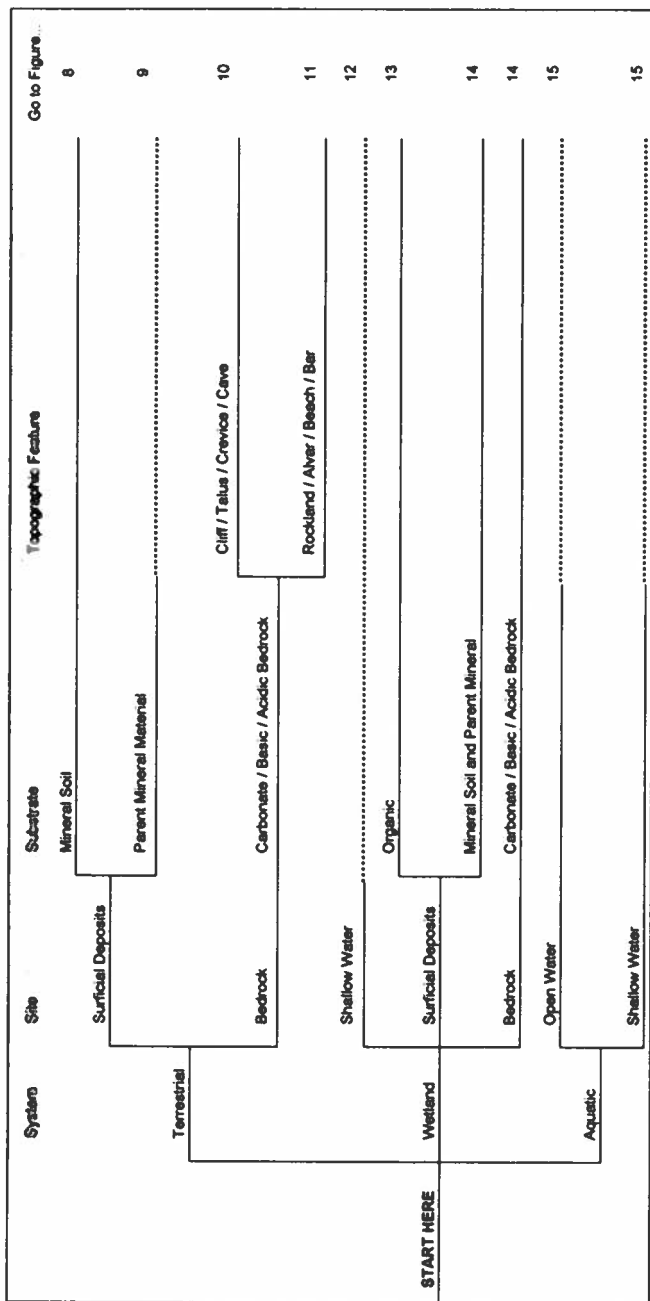 System Site Substrate Topographic Feature Go to Figure...
Mineral Soil 8
Surficial Deposits
Parent Mineral Material 9
Terrestrial
Cliff / Talus / Crevice / Cave 10
Bedrock Carbonate / Basic / Acidic Bedrock
Rockland / Alvar / Beach / Bar 11
Shallow Water 12
Organic 13
START HERE Wetland Surficial Deposits
Mineral Soil and Parent Mineral 14
Bedrock Carbonate / Basic / Acidic Bedrock 14
Open Water 15
Aquatic
Shallow Water 15